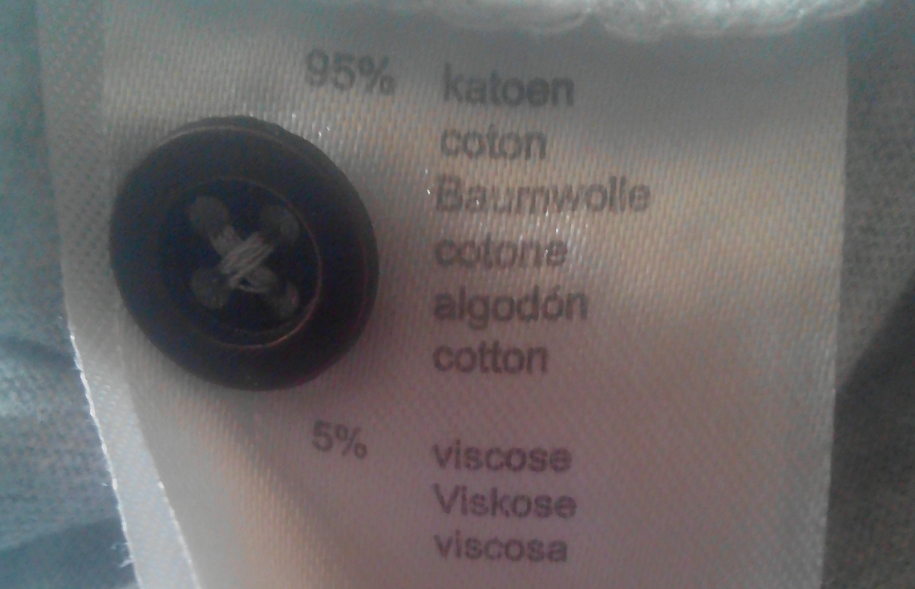 95% katoen
coton
Baumwolle
cotone
algodón
cotton
5% viscose
Viskose
viscosa